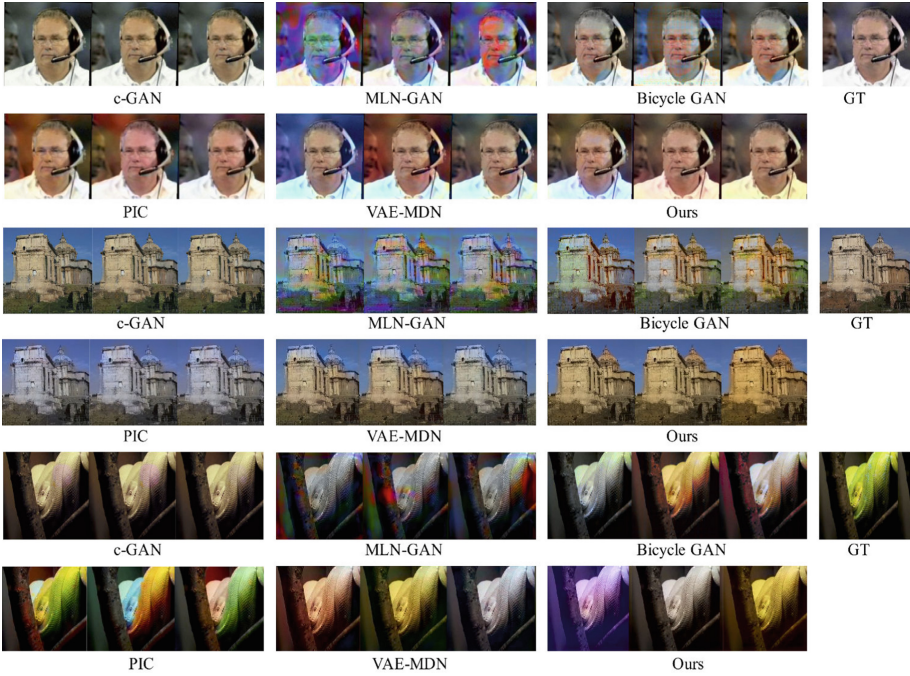 c-GAN MLN-GAN Bicycle GAN GT
PIC VAE-MDN Ours
c-GAN MLN-GAN Bicycle GAN GT
PIC VAE-MDN Ours
c-GAN MLN-GAN Bicycle GAN GT
PIC VAE-MDN Ours